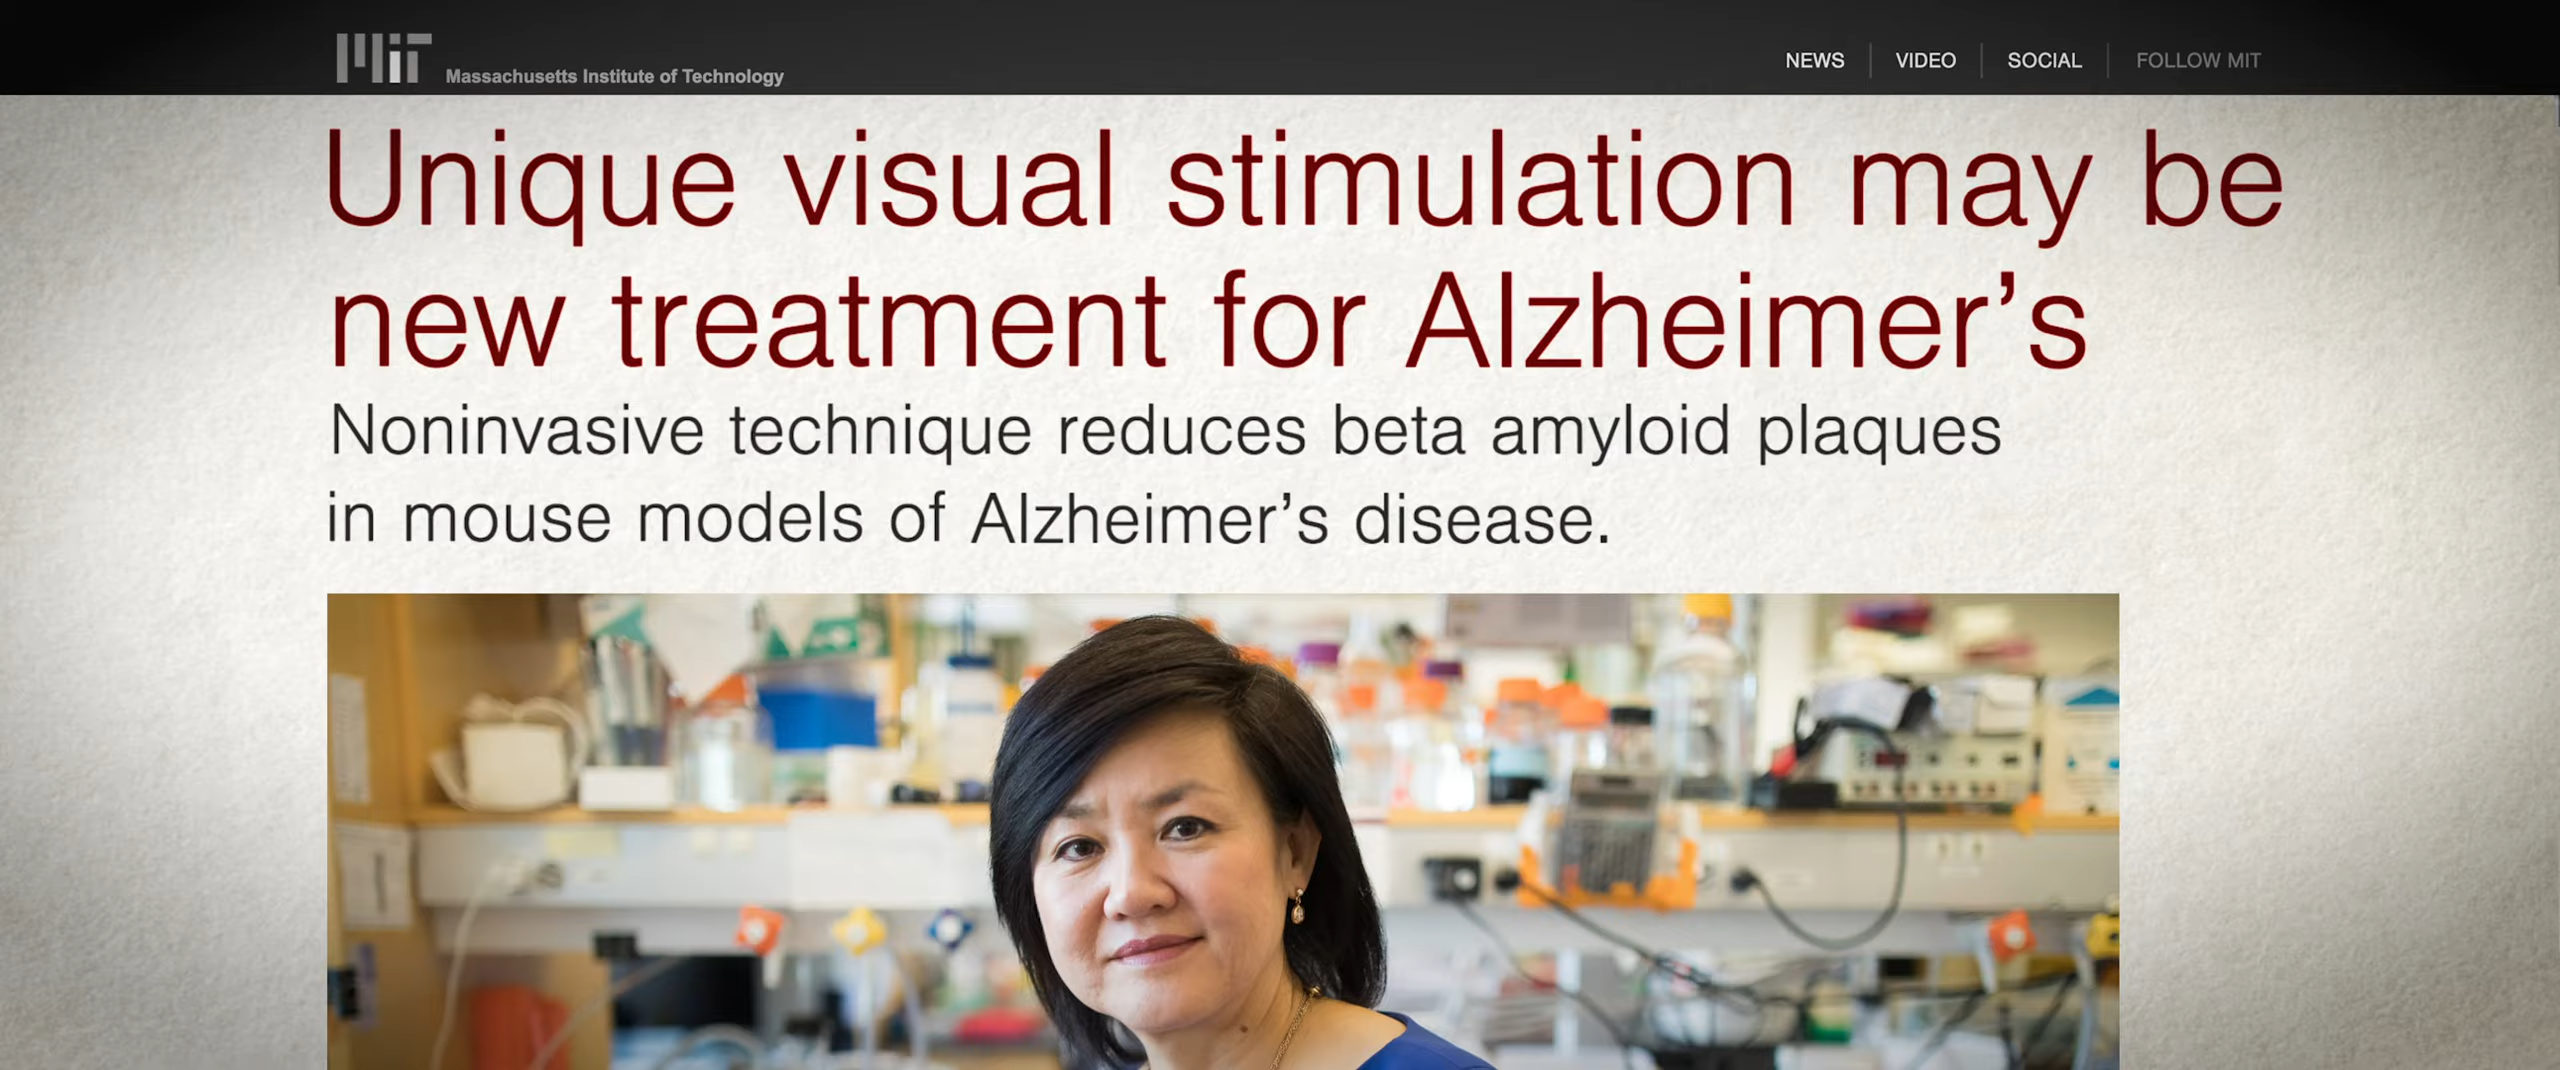 MIT
Massachusetts Institute of Technology
NEWS
VIDEO
SOCIAL
FOLLOW MIT
Unique visual stimulation may be
new treatment for Alzheimer’s
Noninvasive technique reduces beta amyloid plaques
in mouse models of Alzheimer’s disease.